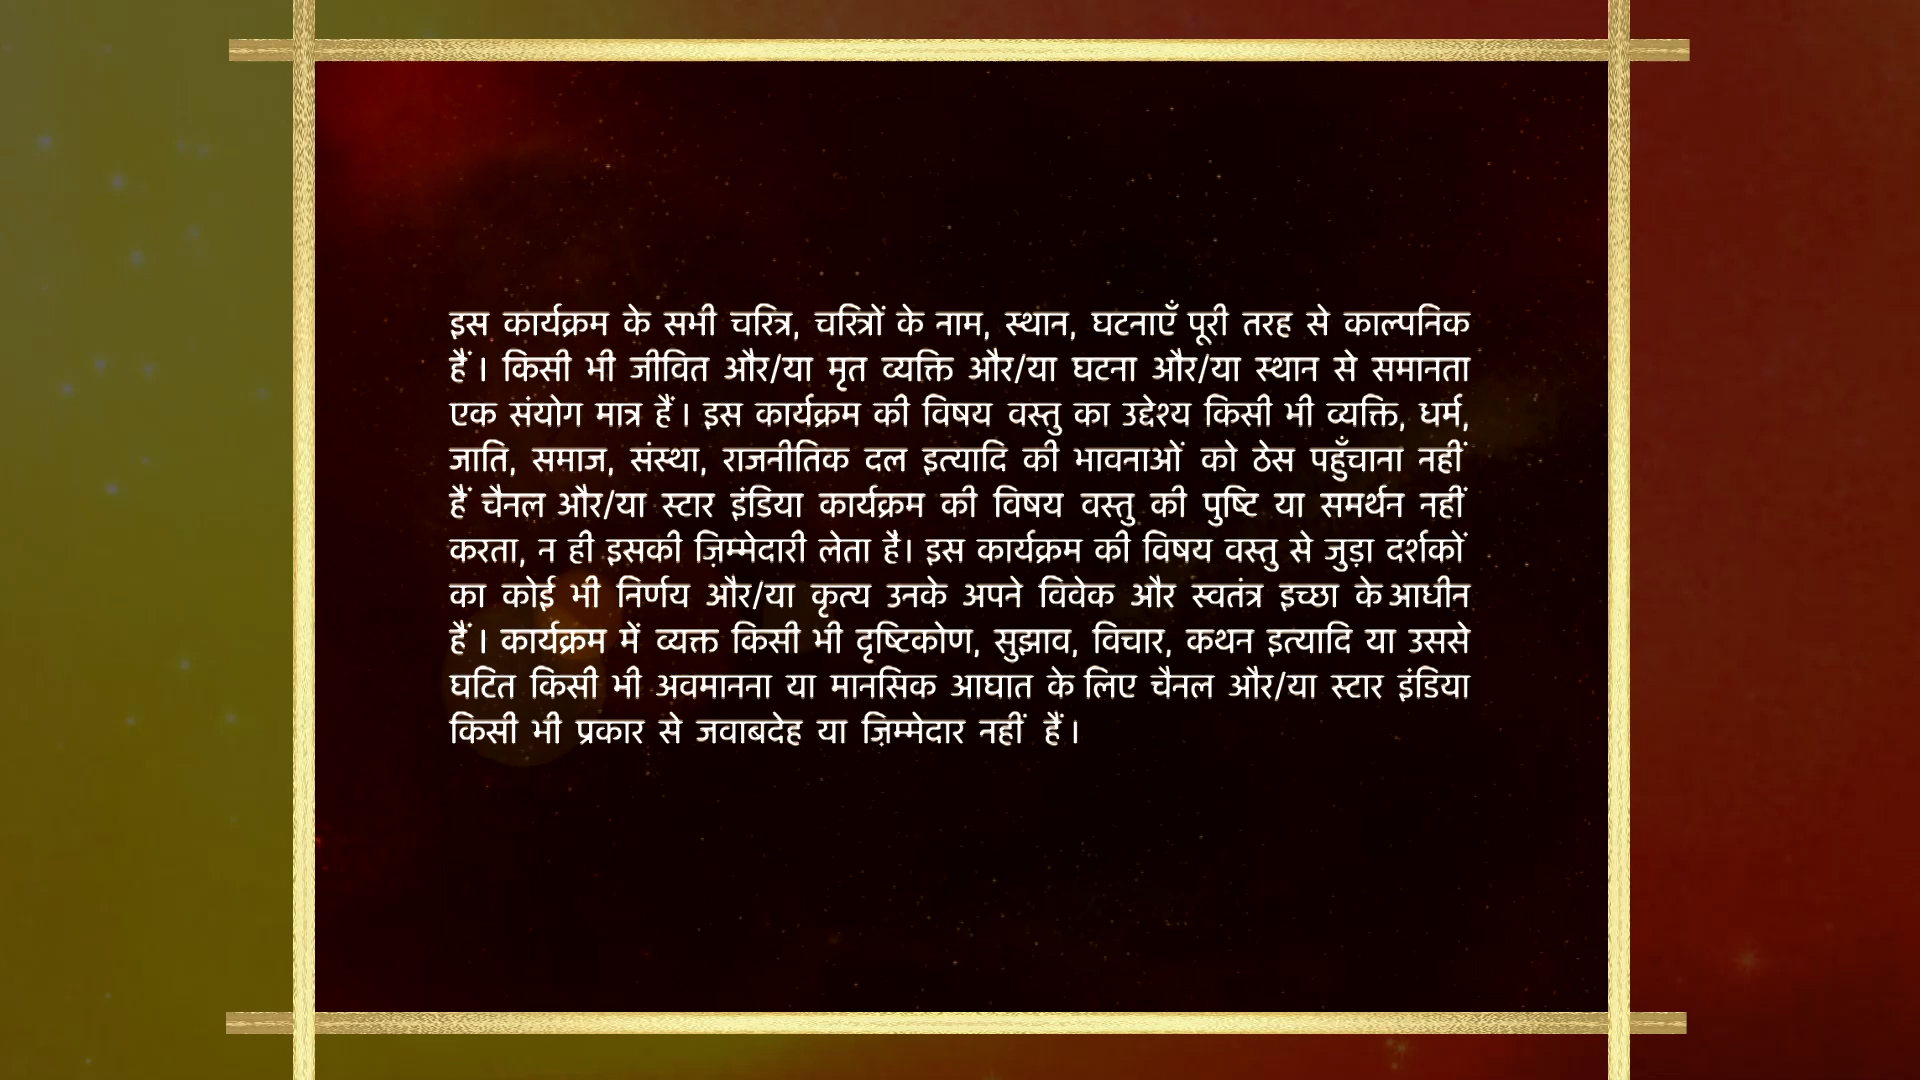 इस कार्यक्रम के सभी चरित्र, चरित्रों के नाम, स्थान, घटनाएँ पूरी तरह से काल्पनिक
हैं । किसी भी जीवित और/या मृत व्यक्ति और/या घटना और/या स्थान से समानता
एक संयोग मात्र हैं । इस कार्यक्रम की विषय वस्तु का उद्देश्य किसी भी व्यक्ति, धर्म,
जाति, समाज, संस्था, राजनीतिक दल इत्यादि की भावनाओं को ठेस पहुँचाना नहीं
हैं चैनल और/या स्टार इंडिया कार्यक्रम की विषय वस्तु की पुष्टि या समर्थन नहीं
करता, न ही इसकी ज़िम्मेदारी लेता है। इस कार्यक्रम की विषय वस्तु से जुड़ा दर्शकों
का कोई भी निर्णय और/या कृत्य उनके अपने विवेक और स्वतंत्र इच्छा के आधीन
हैं । कार्यक्रम में व्यक्त किसी भी दृष्टिकोण, सुझाव, विचार, कथन इत्यादि या उससे
घटित किसी भी अवमानना या मानसिक आघात के लिए चैनल और/या स्टार इंडिया
किसी भी प्रकार से जवाबदेह या ज़िम्मेदार नहीं हैं ।